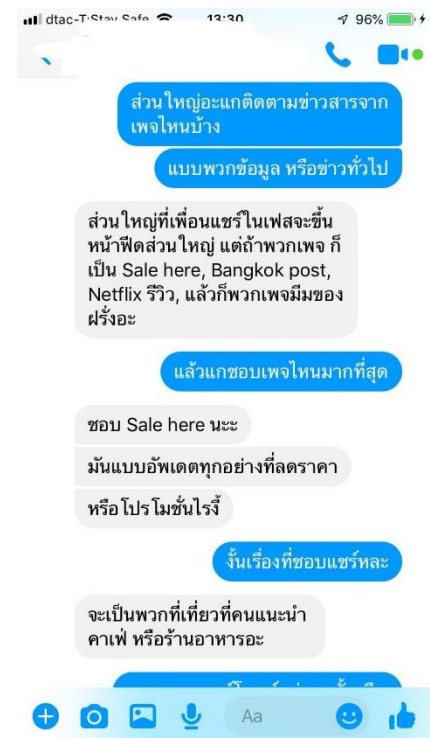 dtac-T:Stay Safe
13:30
96%
ส่วนใหญ่อะแกติดตามข่าวสารจาก
เพจไหนบ้าง
แบบพวกข้อมูล หรือข่าวทั่วไป
ส่วนใหญ่ที่เพื่อนแชร์ในเฟสจะขึ้น
หน้าฟีดส่วนใหญ่ แต่ถ้าพวกเพจ ก็
เป็น Sale here, Bangkok post,
Netflix รีวิว, แล้วก็พวกเพจมีมของ
ฝรั่งอะ
แล้วแกชอบเพจไหนมากที่สุด
ชอบ Sale here นะะ
มันแบบอัพเดตทุกอย่างที่ลดราคา
หรือโปรโมชั่นไรงี้
งั้นเรื่องที่ชอบแชร์หละ
จะเป็นพวกที่เที่ยวที่คนแนะนำ
คาเฟ่ หรือร้านอาหารอะ
Aa